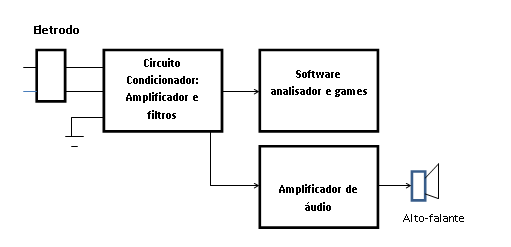 Eletrodo
Circuito
Condicionador:
Amplificador e
filtros
Software
analisador e games
Amplificador de
áudio
Alto-falante